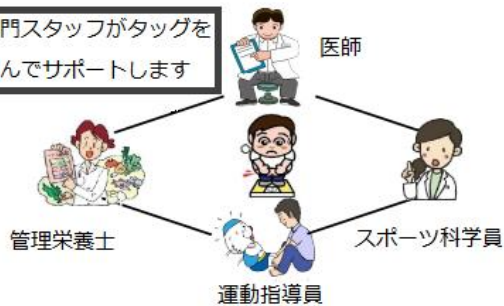 門スタッフがタッグを
んでサポートします
医師
管理栄養士
スポーツ科学員
運動指導員